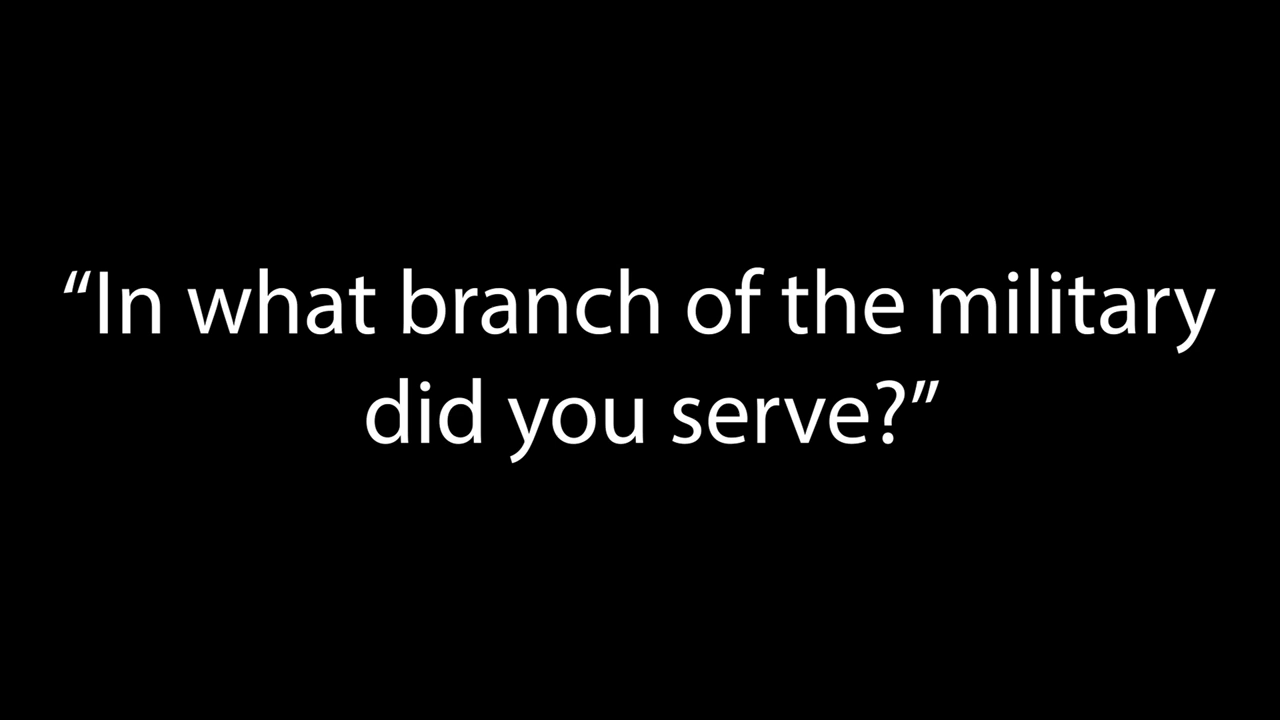 “In what branch of the military
did you serve?”